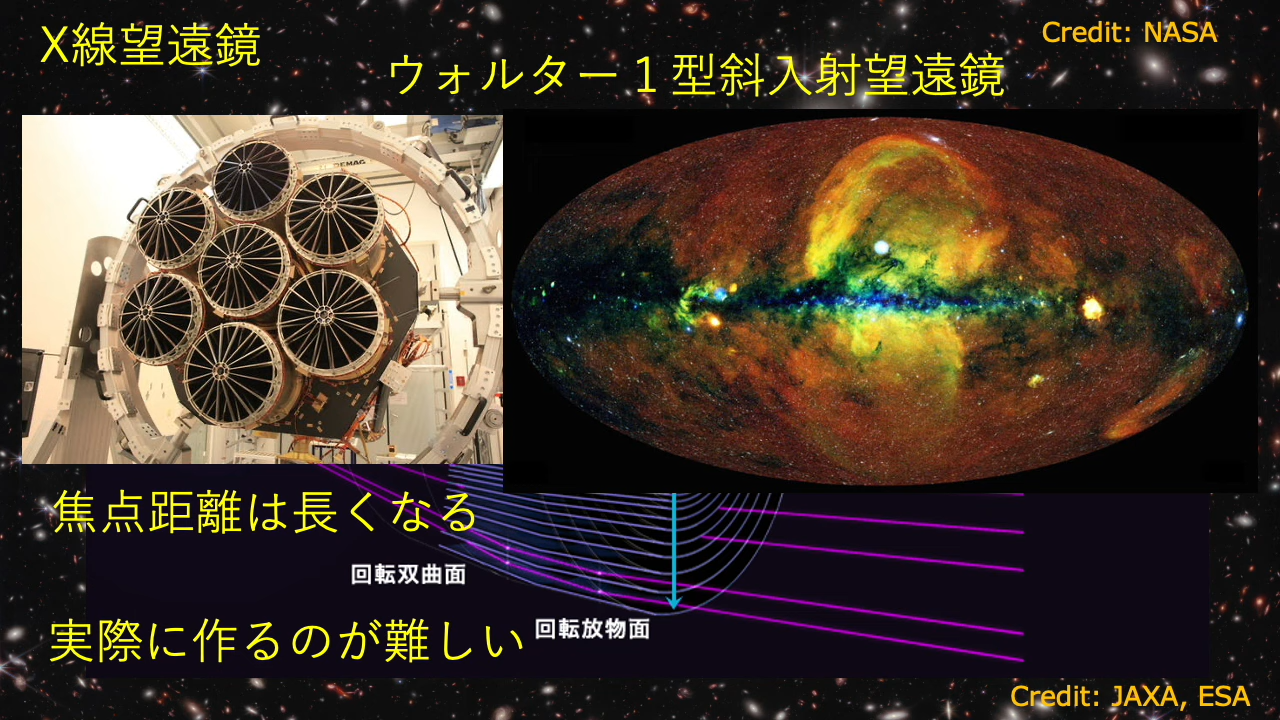 X線望遠鏡
Credit: NASA
ウォルター１型斜入射望遠鏡
DEMAG
焦点距離は長くなる
回転双曲面
実際に作るのが難しい
回転放物面
Credit: JAXA, ESA